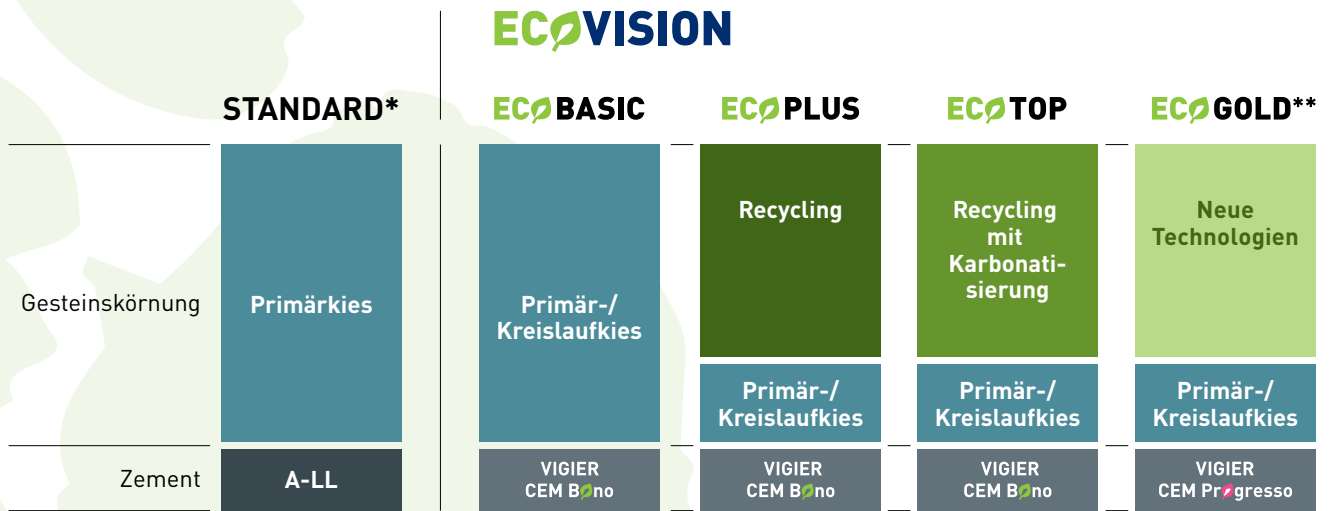 ECOVISION
STANDARD*
ECOBASIC
ECOPLUS
ECOTOP
ECOGOLD**
Gesteinskörnung
Primärkies
Primär-/
Kreislaufkies
Recycling
Primär-/
Kreislaufkies
Recycling
mit
Karbonati-
sierung
Primär-/
Kreislaufkies
Neue
Technologien
Primär-/
Kreislaufkies
Zement
A-LL
VIGIER
CEM Bono
VIGIER
CEM Bono
VIGIER
CEM Bono
VIGIER
CEM Progresso